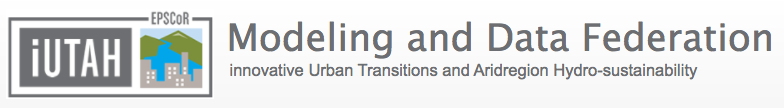 EPSCoR
iUTAH
Modeling and Data Federation
innovative Urban Transitions and Aridregion Hydro-sustainability